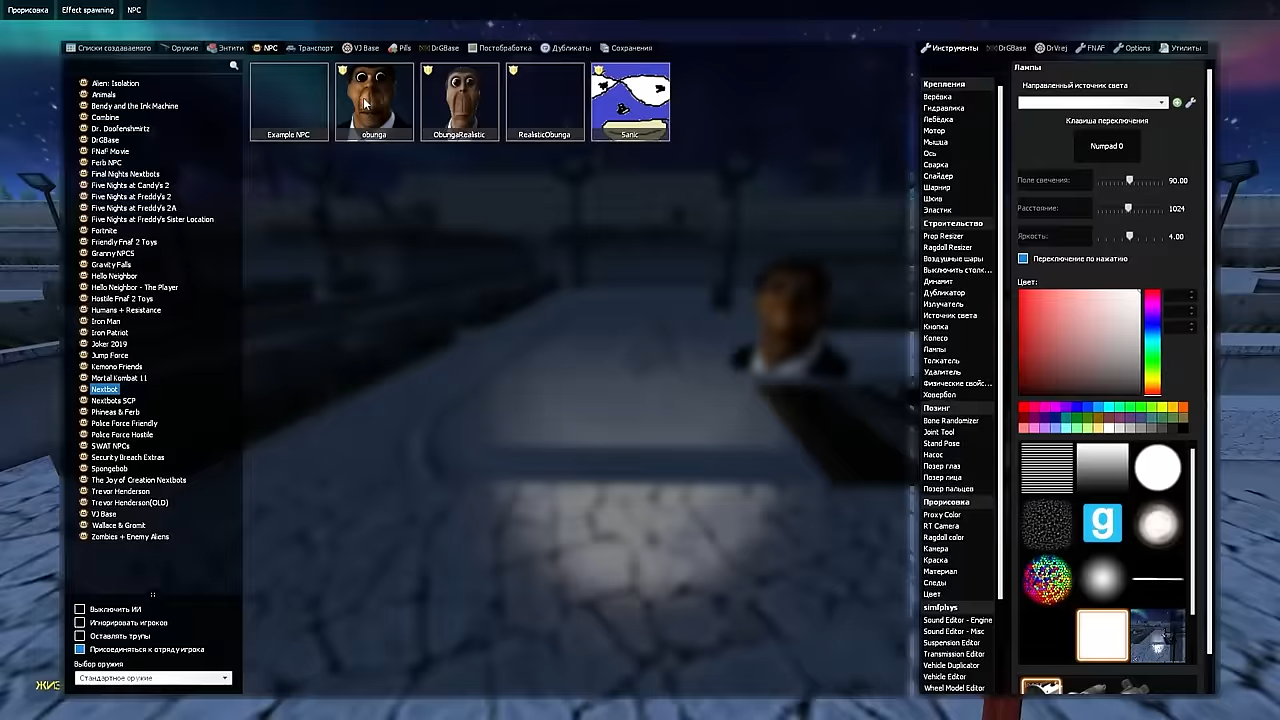 Прорисовка Effect spawning NPC
Списки создаваемого Оружие Энтити NPC Транспорт VJ Base Pills DrGBase Постобработка Дубликаты Сохранения
Инструменты DrGBase DrVrej FNAF Options Утилиты
Alien: Isolation
Animals
Bendy and the Ink Machine
Combine
Dr. Doofenshmirtz
DrGBase
FNaF Movie
Ferb NPC
Final Nights Nextbots
Five Nights at Candy's 2
Five Nights at Freddy's 2
Five Nights at Freddy's 2A
Five Nights at Freddy's Sister Location
Fortnite
Friendly Fnaf 2 Toys
Granny NPCS
Gravity Falls
Hello Neighbor
Hello Neighbor - The Player
Hostile Fnaf 2 Toys
Humans + Resistance
Iron Man
Iron Patriot
Joker 2019
Jump Force
Kemono Friends
Mortal Kombat 11
Nextbot
Nextbots SCP
Phineas & Ferb
Police Force Friendly
Police Force Hostile
SWAT NPCs
Security Breach Extras
Spongebob
The Joy of Creation Nextbots
Trevor Henderson
Trevor Henderson(OLD)
VJ Base
Wallace & Gromit
Zombies + Enemy Aliens
Выключить ИИ
Игнорировать игроков
Оставлять трупы
Присоединяться к отряду игрока
Выбор оружия
Стандартное оружие
ЖИЗ
Example NPC
obunga
ObungaRealistic
RealisticObunga
Sanic
Крепления
Верёвка
Гидравлика
Лебёдка
Мотор
Мышца
Ось
Сварка
Слайдер
Шарнир
Шкив
Эластик
Строительство
Prop Resizer
Ragdoll Resizer
Воздушные шары
Выключить столк...
Динамит
Дубликатор
Излучатель
Источник света
Кнопка
Колесо
Лампы
Толкатель
Удалитель
Физические свойс...
Ховербол
Позинг
Bone Randomizer
Joint Tool
Stand Pose
Насос
Позер глаз
Позер лица
Позер пальцев
Прорисовка
Proxy Color
RT Camera
Ragdoll color
Камера
Краска
Материал
Следы
Цвет
simfphys
Sound Editor - Engine
Sound Editor - Misc
Suspension Editor
Transmission Editor
Vehicle Duplicator
Vehicle Editor
Wheel Model Editor
Лампы
Направленный источник света
Клавиша переключения
Numpad 0
Поле свечения: 90.00
Расстояние: 1024
Яркость: 4.00
Переключение по нажатию
Цвет:
g